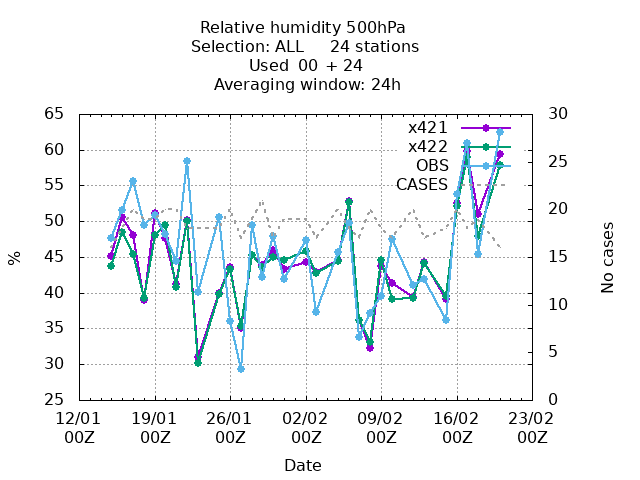 Relative humidity 500hPa
Selection: ALL 24 stations
Used 00 + 24
Averaging window: 24h
65
60
55
50
45
40
35
30
25
%
30
25
20
15
10
5
0
No cases
x421
x422
OBS
CASES
12/01 19/01 26/01 02/02 09/02 16/02 23/02
00Z 00Z 00Z 00Z 00Z 00Z 00Z
Date